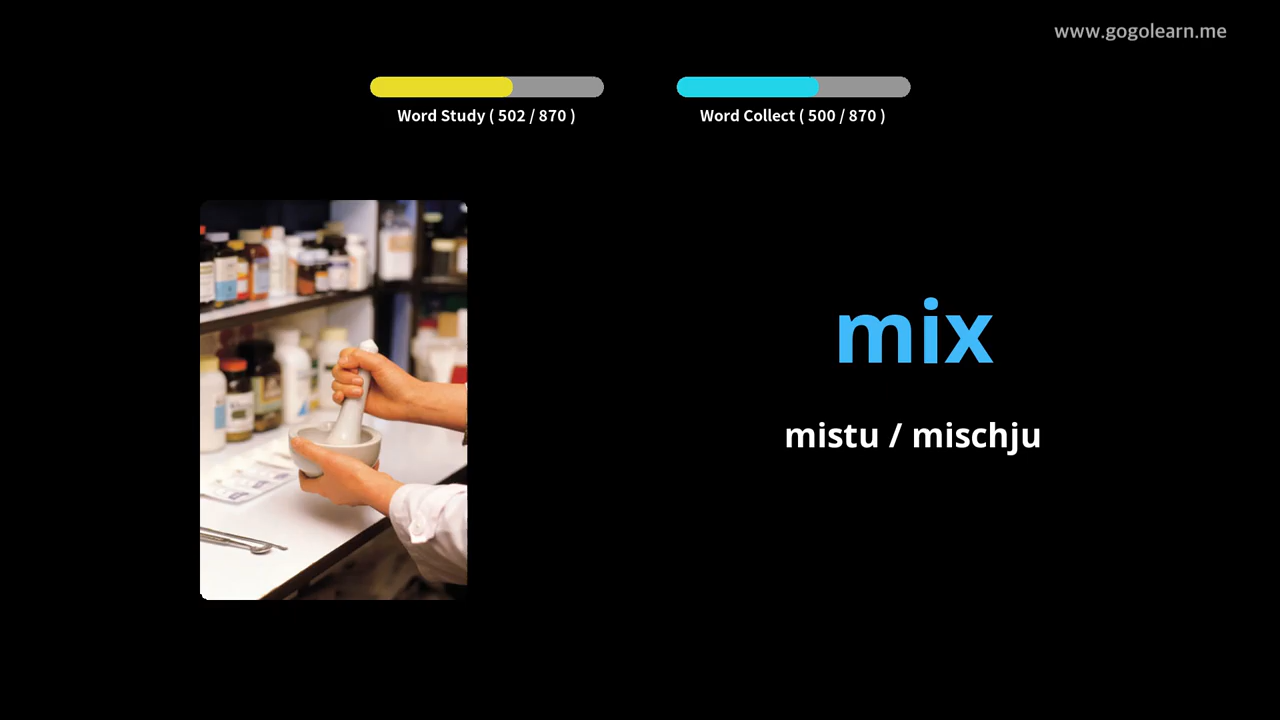 www.gogolearn.me
Word Study ( 502 / 870 )
Word Collect ( 500 / 870 )
mix
mistu / mischju